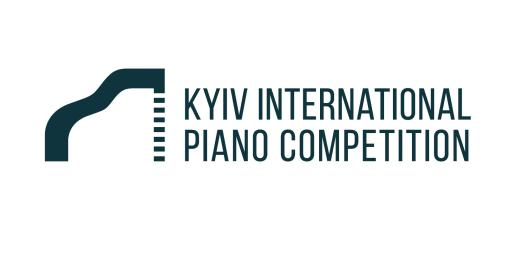 KYIV INTERNATIONAL
PIANO COMPETITION